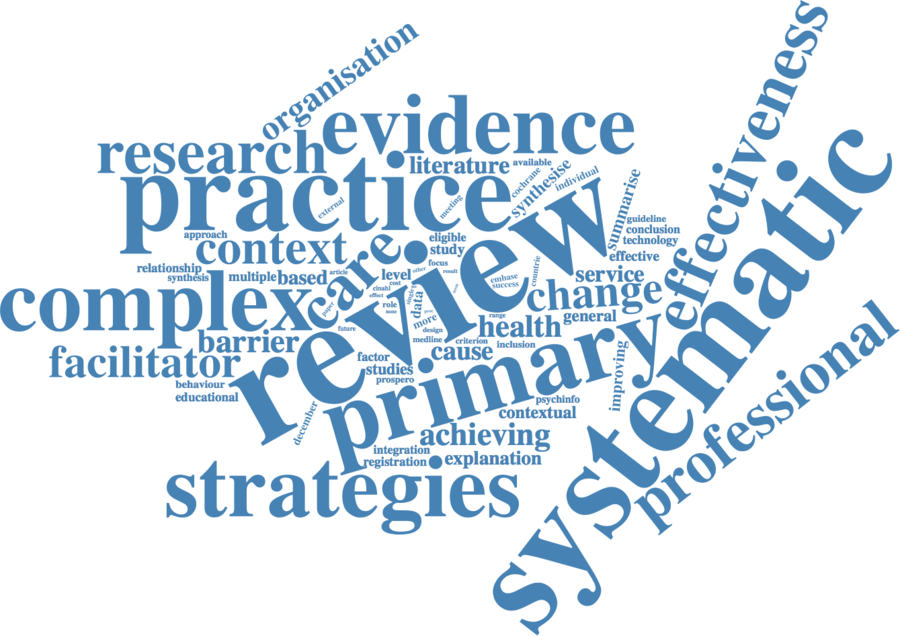 organisation
effectiveness
evidence
research
literature
available
practice
cochrane
synthesise
individual
systematic
external
meeting
summarise
guideline
conclusion
technology
approach
context
care
eligible
study
review
effective
relationship
synthesis
multiple
based
article
level
focus
other
result
embase
success
countrie
service
change
complex
paper
cinahl
cost
effect
data
role
none
more
range
health
general
future
design
barrier
medline
criterion
inclusion
primary
facilitator
factor
studies
cause
prospero
improving
professional
behaviour
educational
december
psychinfo
contextual
achieving
integration
registration
explanation
strategies